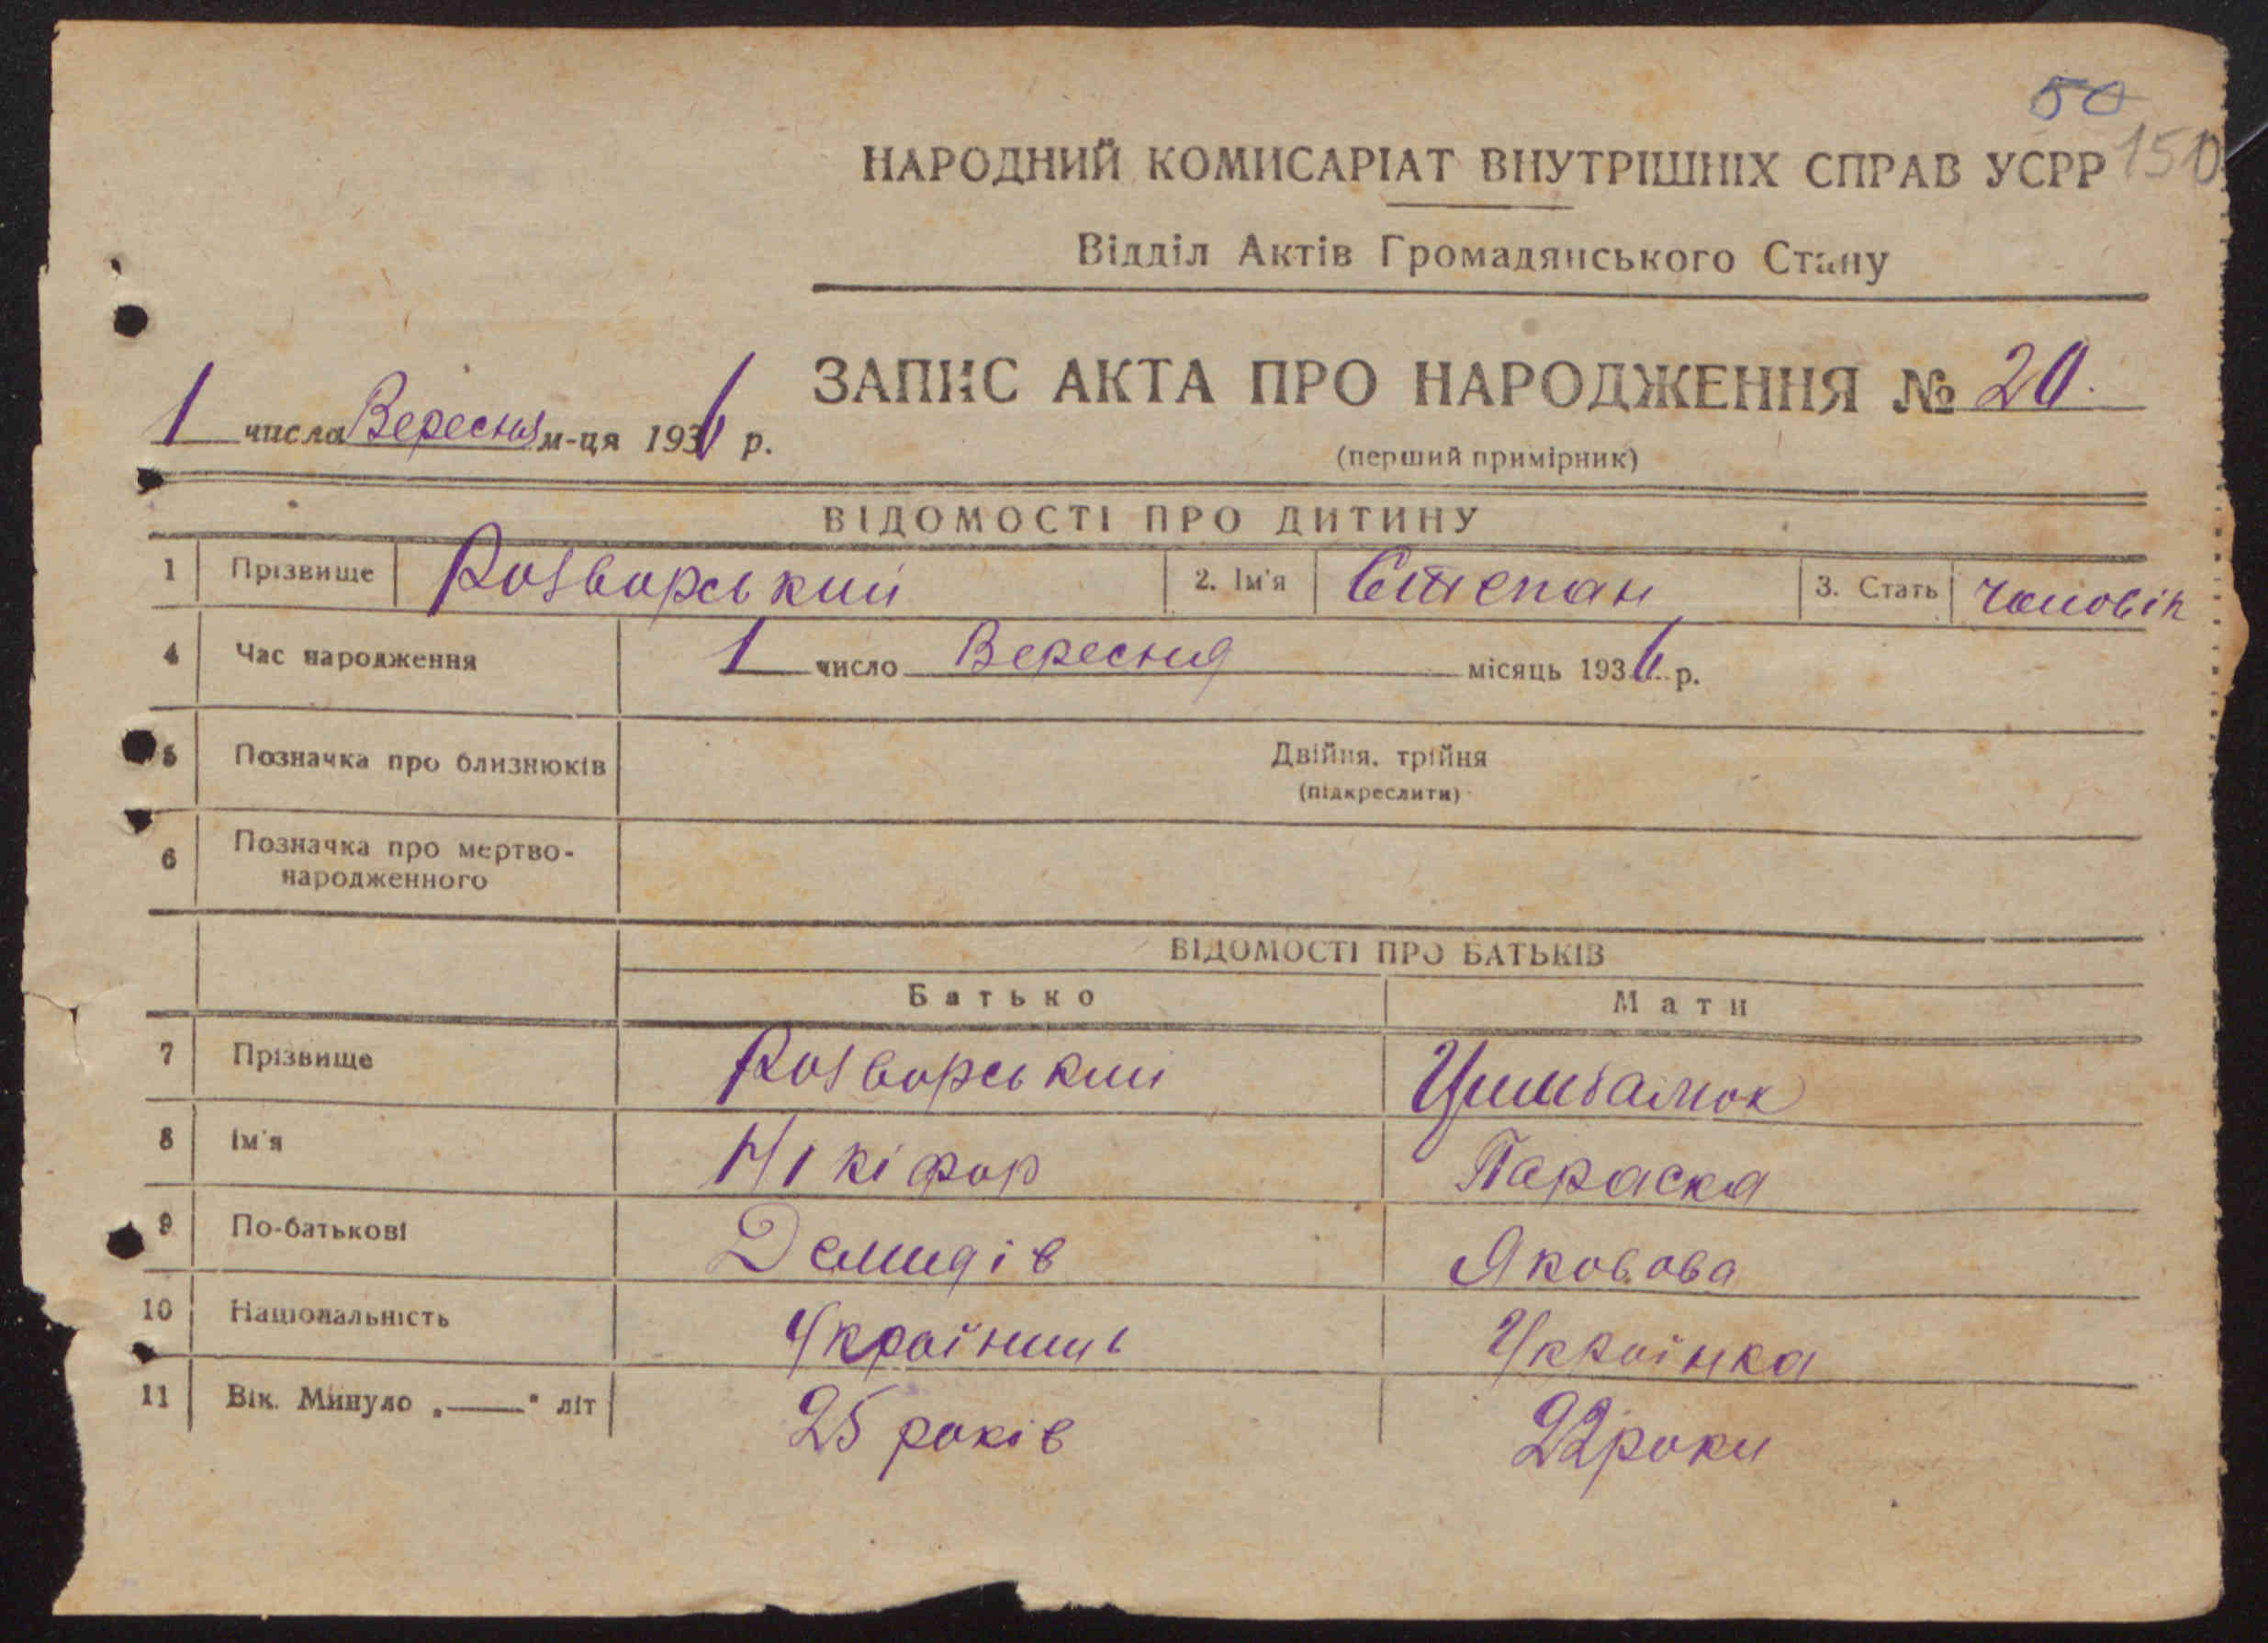 50
150
НАРОДНИЙ КОМИСАРІАТ ВНУТРІШНІХ СПРАВ УСРР
Відділ Актів Громадянського Стану
ЗАПИС АКТА ПРО НАРОДЖЕННЯ № 20.
1 числа Вересня м-ця 1936 р.
(перший примірник)
ВІДОМОСТІ ПРО ДИТИНУ
1 Прізвище Розворський 2. Ім'я Степан 3. Стать чоловік
4 Час народження 1 число Вересня місяць 1936 р.
5 Позначка про близнюків Двійня, трійня
(підкреслити)
6 Позначка про мертво-
народженного
ВІДОМОСТІ ПРО БАТЬКІВ
Батько Мати
7 Прізвище Розворський Цимбалюк
8 Ім'я Нікіфор Параска
9 По-батькові Демидів Яковова
10 Національність Українець Українка
11 Вік. Минуло „——" літ 25 років 22 роки